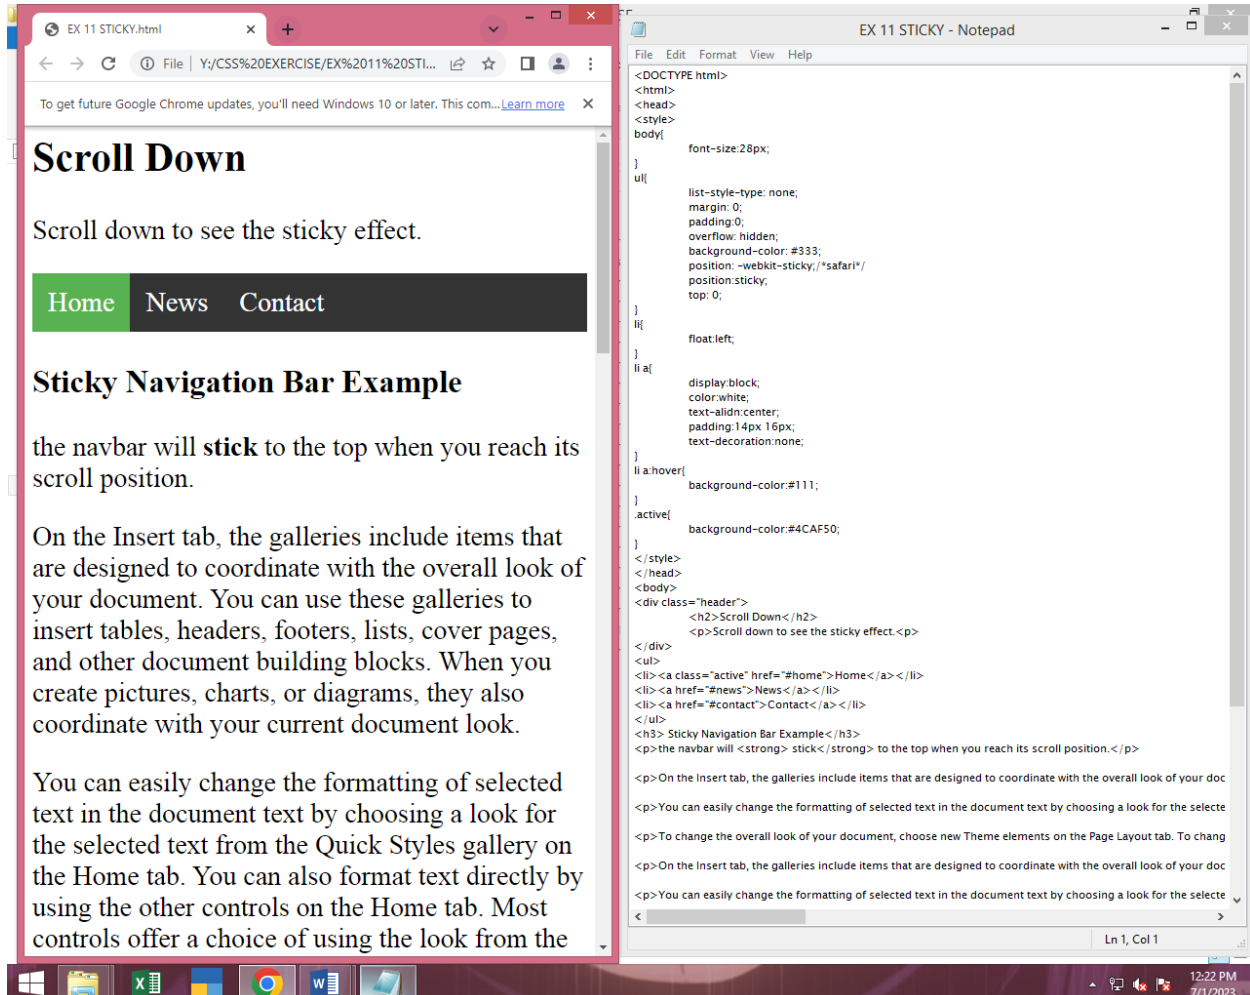 EX 11 STICKY.html
File Y:/CSS%20EXERCISE/EX%2011%20STI...
To get future Google Chrome updates, you'll need Windows 10 or later. This com... Learn more
Scroll Down
Scroll down to see the sticky effect.
Home News Contact
Sticky Navigation Bar Example
the navbar will stick to the top when you reach its
scroll position.
On the Insert tab, the galleries include items that
are designed to coordinate with the overall look of
your document. You can use these galleries to
insert tables, headers, footers, lists, cover pages,
and other document building blocks. When you
create pictures, charts, or diagrams, they also
coordinate with your current document look.
You can easily change the formatting of selected
text in the document text by choosing a look for
the selected text from the Quick Styles gallery on
the Home tab. You can also format text directly by
using the other controls on the Home tab. Most
controls offer a choice of using the look from the
EX 11 STICKY - Notepad
File Edit Format View Help
<DOCTYPE html>
<html>
<head>
<style>
body{
font-size:28px;
}
ul{
list-style-type: none;
margin: 0;
padding:0;
overflow: hidden;
background-color: #333;
position: -webkit-sticky;/*safari*/
position:sticky;
top: 0;
}
li{
float:left;
}
li a{
display:block;
color:white;
text-alidn:center;
padding:14px 16px;
text-decoration:none;
}
li a:hover{
background-color:#111;
}
.active{
background-color:#4CAF50;
}
</style>
</head>
<body>
<div class="header">
<h2>Scroll Down</h2>
<p>Scroll down to see the sticky effect.<p>
</div>
<ul>
<li><a class="active" href="#home">Home</a></li>
<li><a href="#news">News</a></li>
<li><a href="#contact">Contact</a></li>
</ul>
<h3> Sticky Navigation Bar Example</h3>
<p>the navbar will <strong> stick</strong> to the top when you reach its scroll position.</p>
<p>On the Insert tab, the galleries include items that are designed to coordinate with the overall look of your doc
<p>You can easily change the formatting of selected text in the document text by choosing a look for the selecte
<p>To change the overall look of your document, choose new Theme elements on the Page Layout tab. To chang
<p>On the Insert tab, the galleries include items that are designed to coordinate with the overall look of your doc
<p>You can easily change the formatting of selected text in the document text by choosing a look for the selecte
Ln 1, Col 1
12:22 PM
7/1/2023